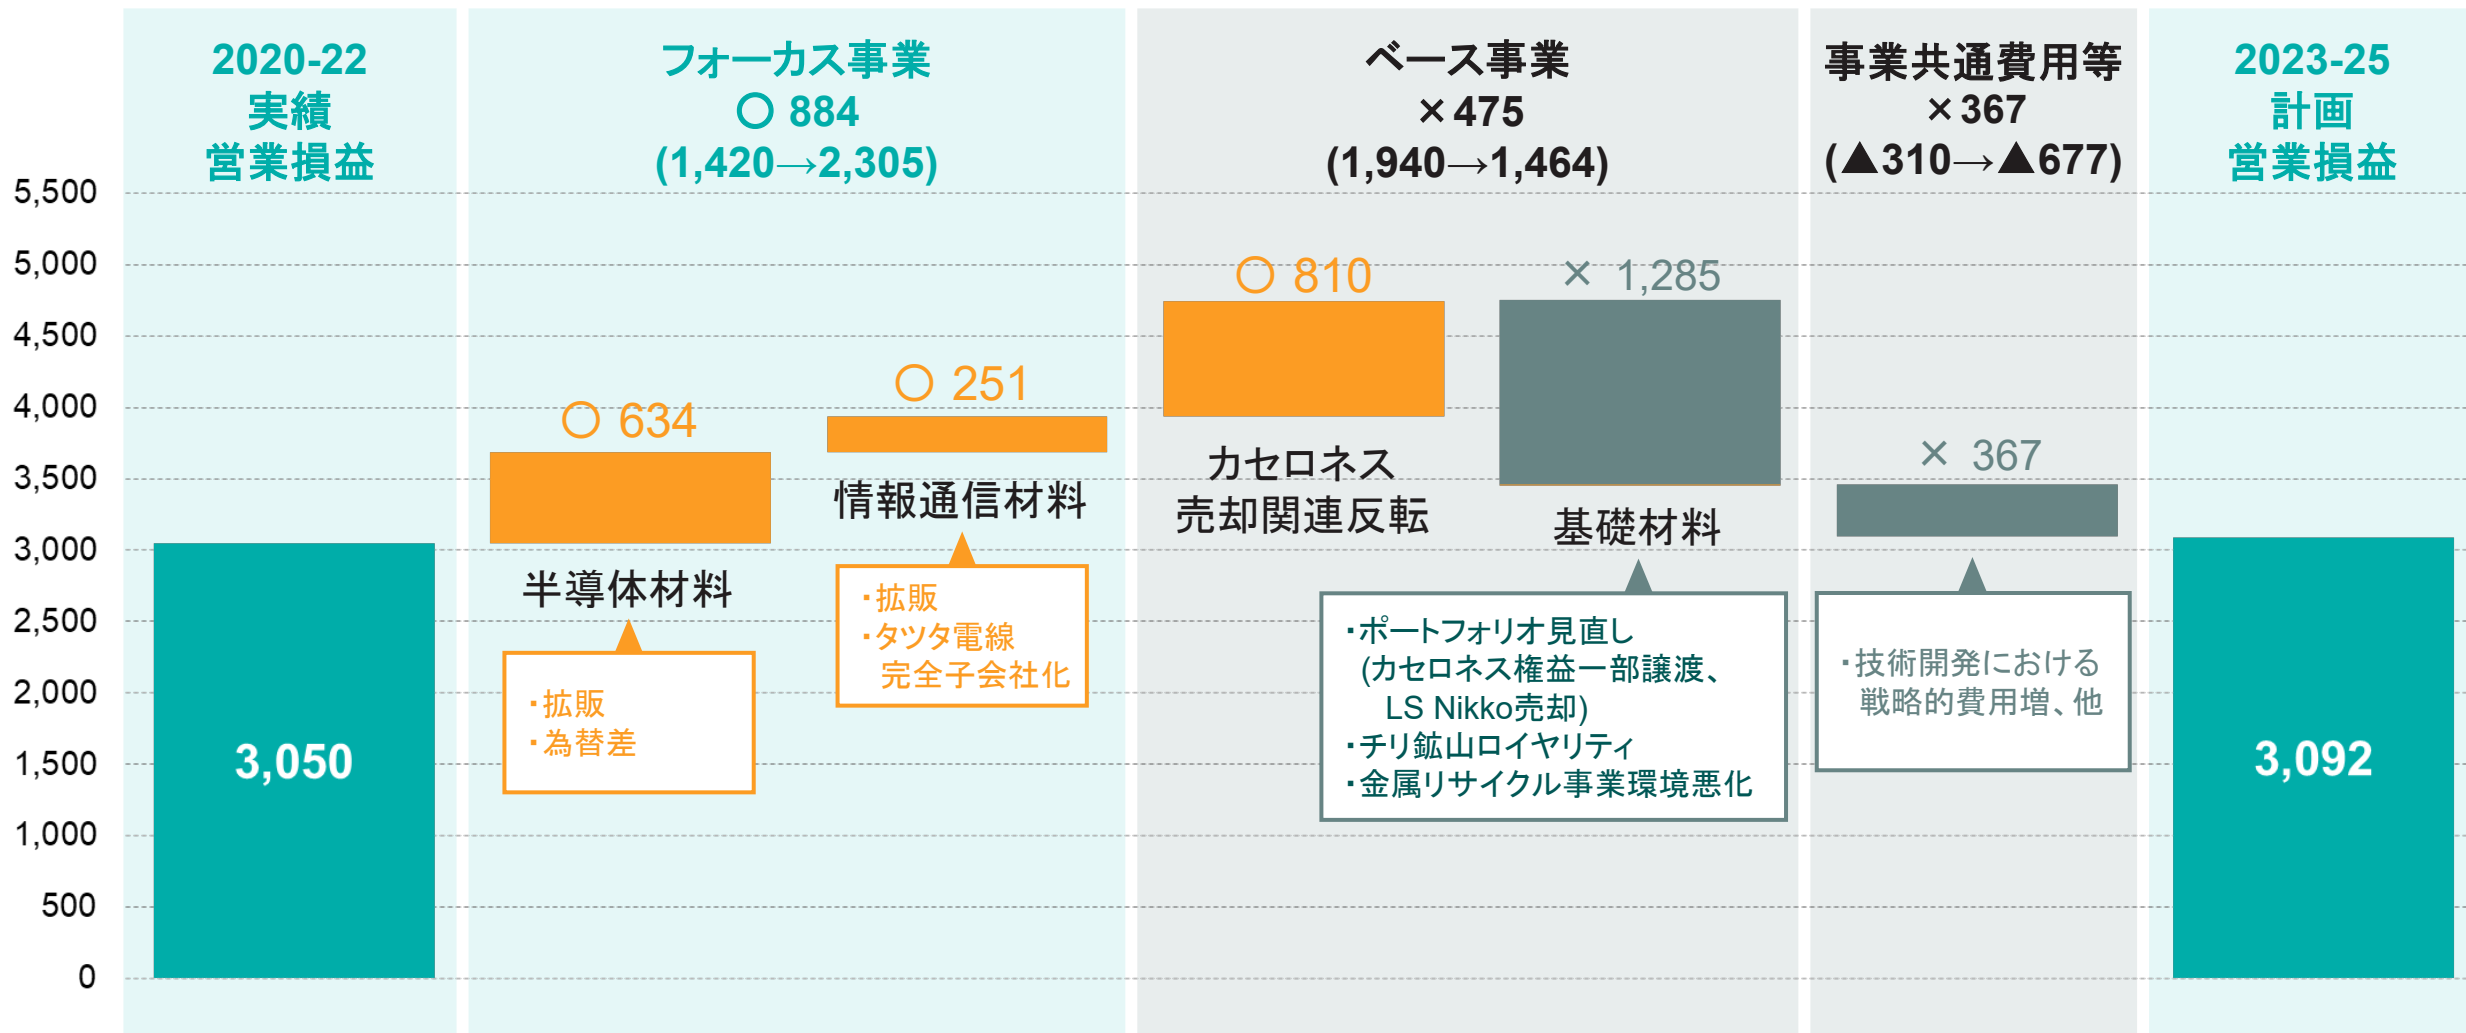 2020-22
実績
営業損益
フォーカス事業
〇 884
(1,420→2,305)
ベース事業
×475
(1,940→1,464)
事業共通費用等
×367
(▲310→▲677)
2023-25
計画
営業損益
5,500
5,000
4,500
4,000
3,500
3,000
2,500
2,000
1,500
1,000
500
0
3,050
〇 634
半導体材料
・拡販
・為替差
〇 251
情報通信材料
・拡販
・タツタ電線
完全子会社化
〇 810
カセロネス
売却関連反転
× 1,285
基礎材料
・ポートフォリオ見直し
(カセロネス権益一部譲渡、
LS Nikko売却)
・チリ鉱山ロイヤリティ
・金属リサイクル事業環境悪化
× 367
・技術開発における
戦略的費用増、他
3,092